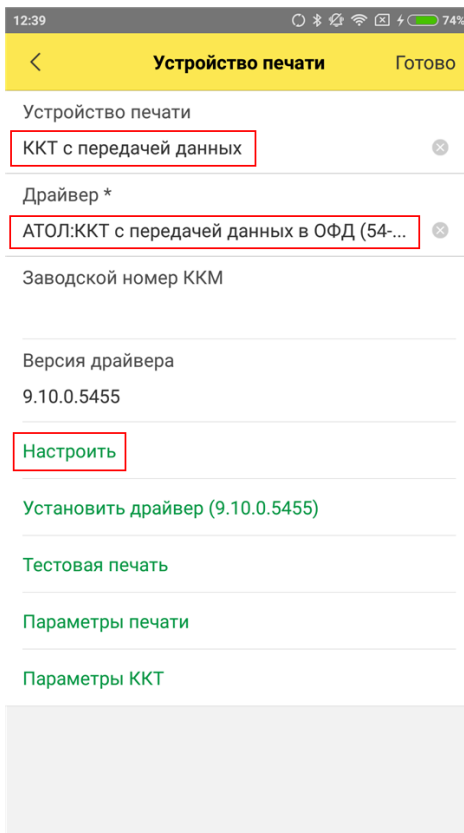 12:39
74%
Устройство печати
Готово
Устройство печати
ККТ с передачей данных
Драйвер *
АТОЛ:ККТ с передачей данных в ОФД (54-...
Заводской номер ККМ
Версия драйвера
9.10.0.5455
Настроить
Установить драйвер (9.10.0.5455)
Тестовая печать
Параметры печати
Параметры ККТ